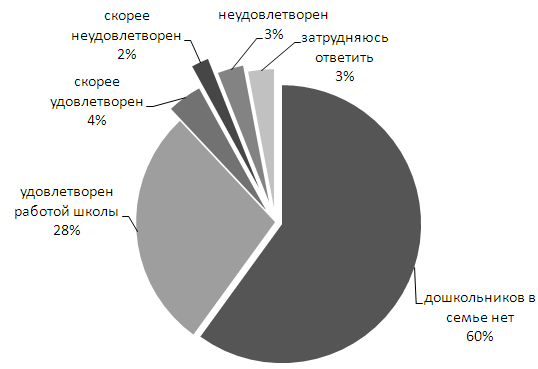 скорее
неудовлетворен
2%
неудовлетворен
3%
затрудняюсь
ответить
3%
скорее
удовлетворен
4%
удовлетворен
работой школы
28%
дошкольников в
семье нет
60%